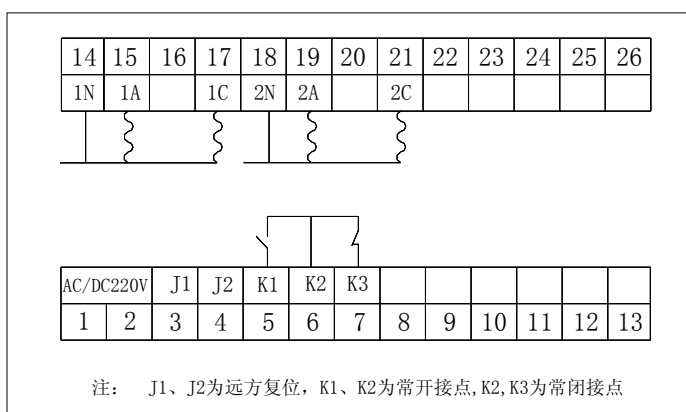 14 15 16 17 18 19 20 21 22 23 24 25 26
1N 1A 1C 2N 2A 2C
AC/DC220V J1 J2 K1 K2 K3
1 2 3 4 5 6 7 8 9 10 11 12 13
注： J1、J2为远方复位，K1、K2为常开接点,K2,K3为常闭接点